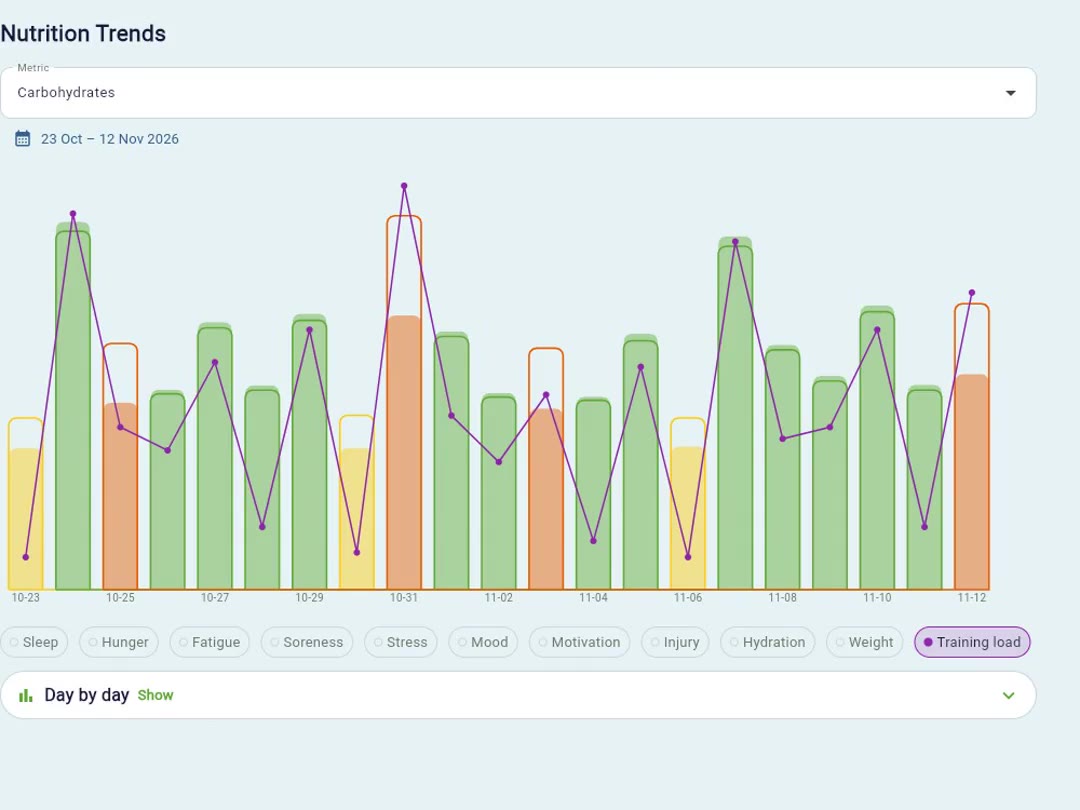 Nutrition Trends
Metric
Carbohydrates
23 Oct – 12 Nov 2026
10-23 10-25 10-27 10-29 10-31 11-02 11-04 11-06 11-08 11-10 11-12
Sleep Hunger Fatigue Soreness Stress Mood Motivation Injury Hydration Weight Training load
Day by day Show